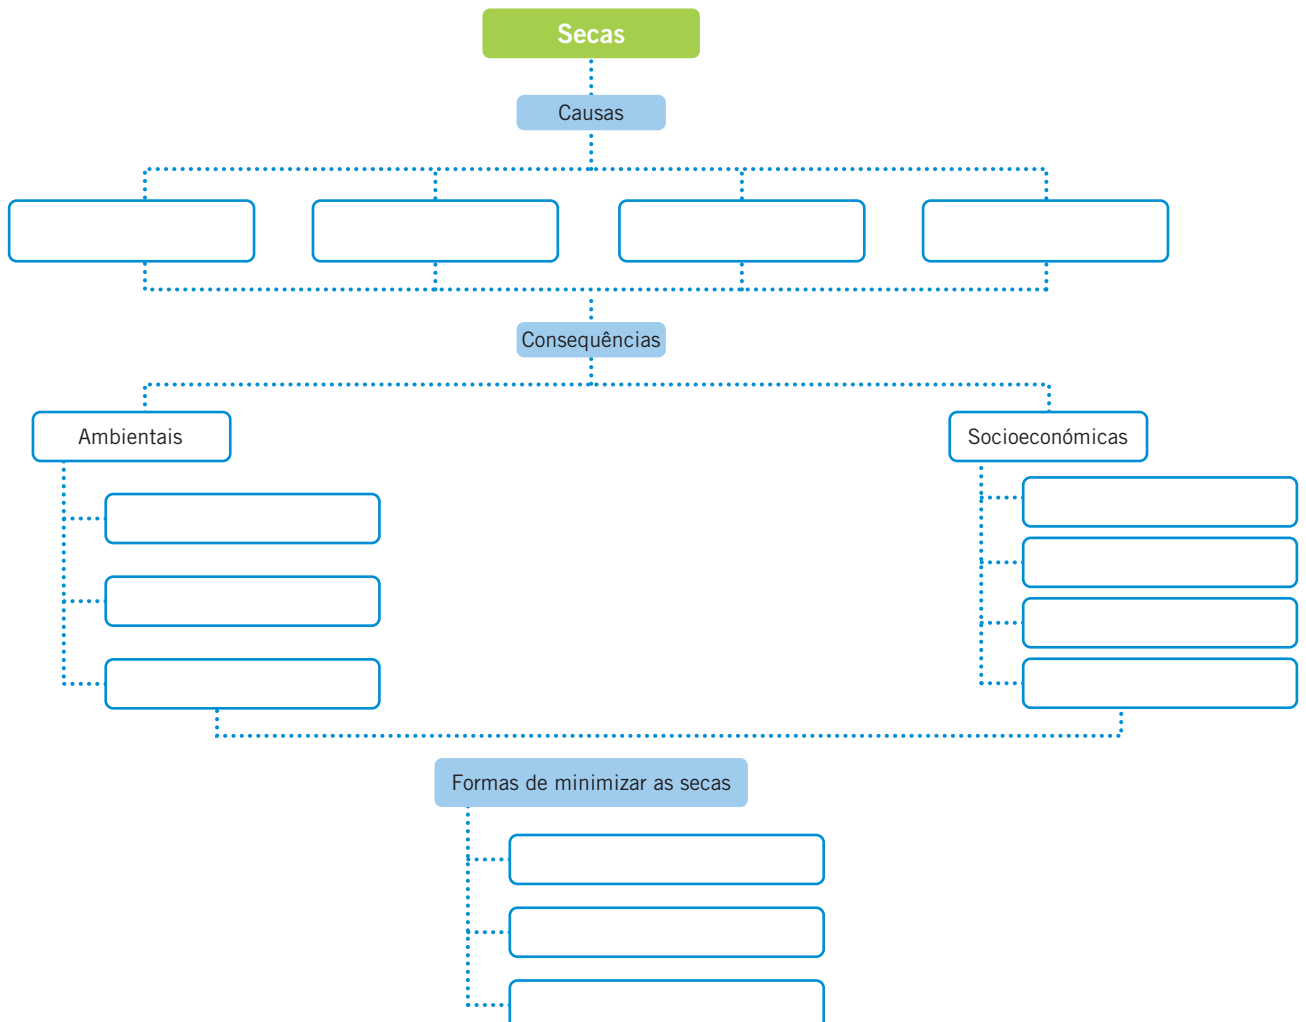 Secas
Causas
Consequências
Ambientais
Socioeconómicas
Formas de minimizar as secas